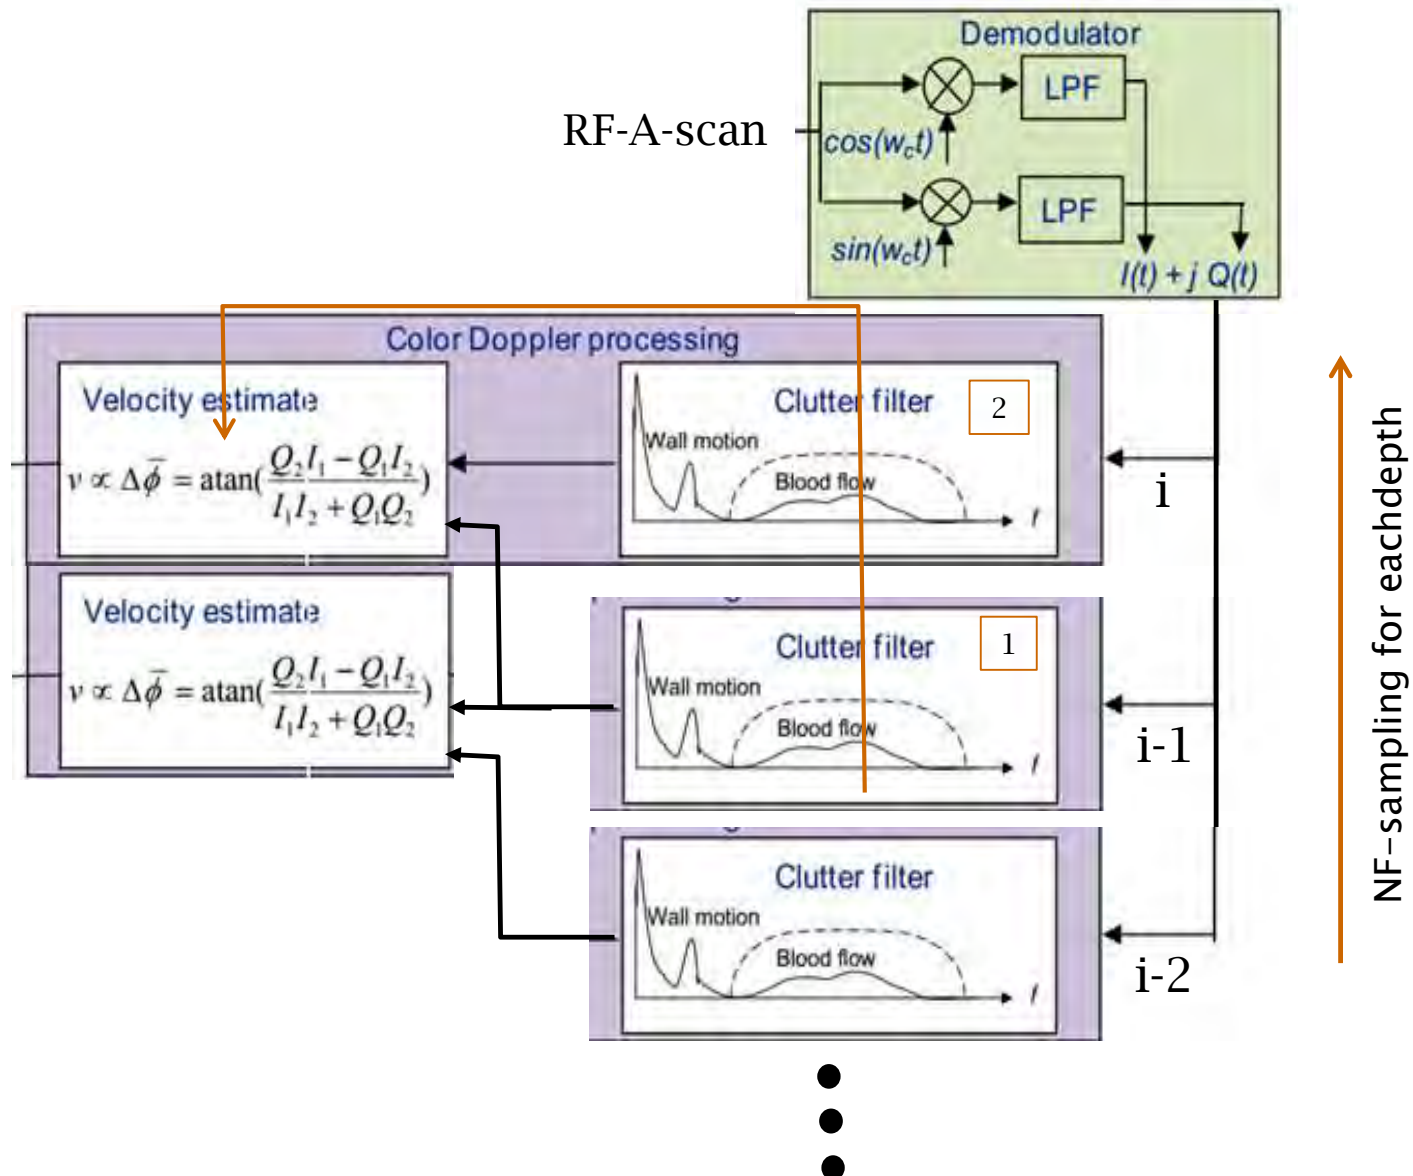 Demodulator
LPF
RF-A-scan
cos(w_ct)
LPF
sin(w_ct)
I(t) + j Q(t)
Color Doppler processing
Velocity estimate
Clutter filter
2
Wall motion
Blood flow
f
v ∝ Δφ̅ = atan((Q₂I₁ − Q₁I₂)/(I₁I₂ + Q₁Q₂))
i
Velocity estimate
Clutter filter
1
Wall motion
Blood flow
f
v ∝ Δφ̅ = atan((Q₂I₁ − Q₁I₂)/(I₁I₂ + Q₁Q₂))
i-1
Clutter filter
Wall motion
Blood flow
f
i-2
NF-sampling for eachdepth